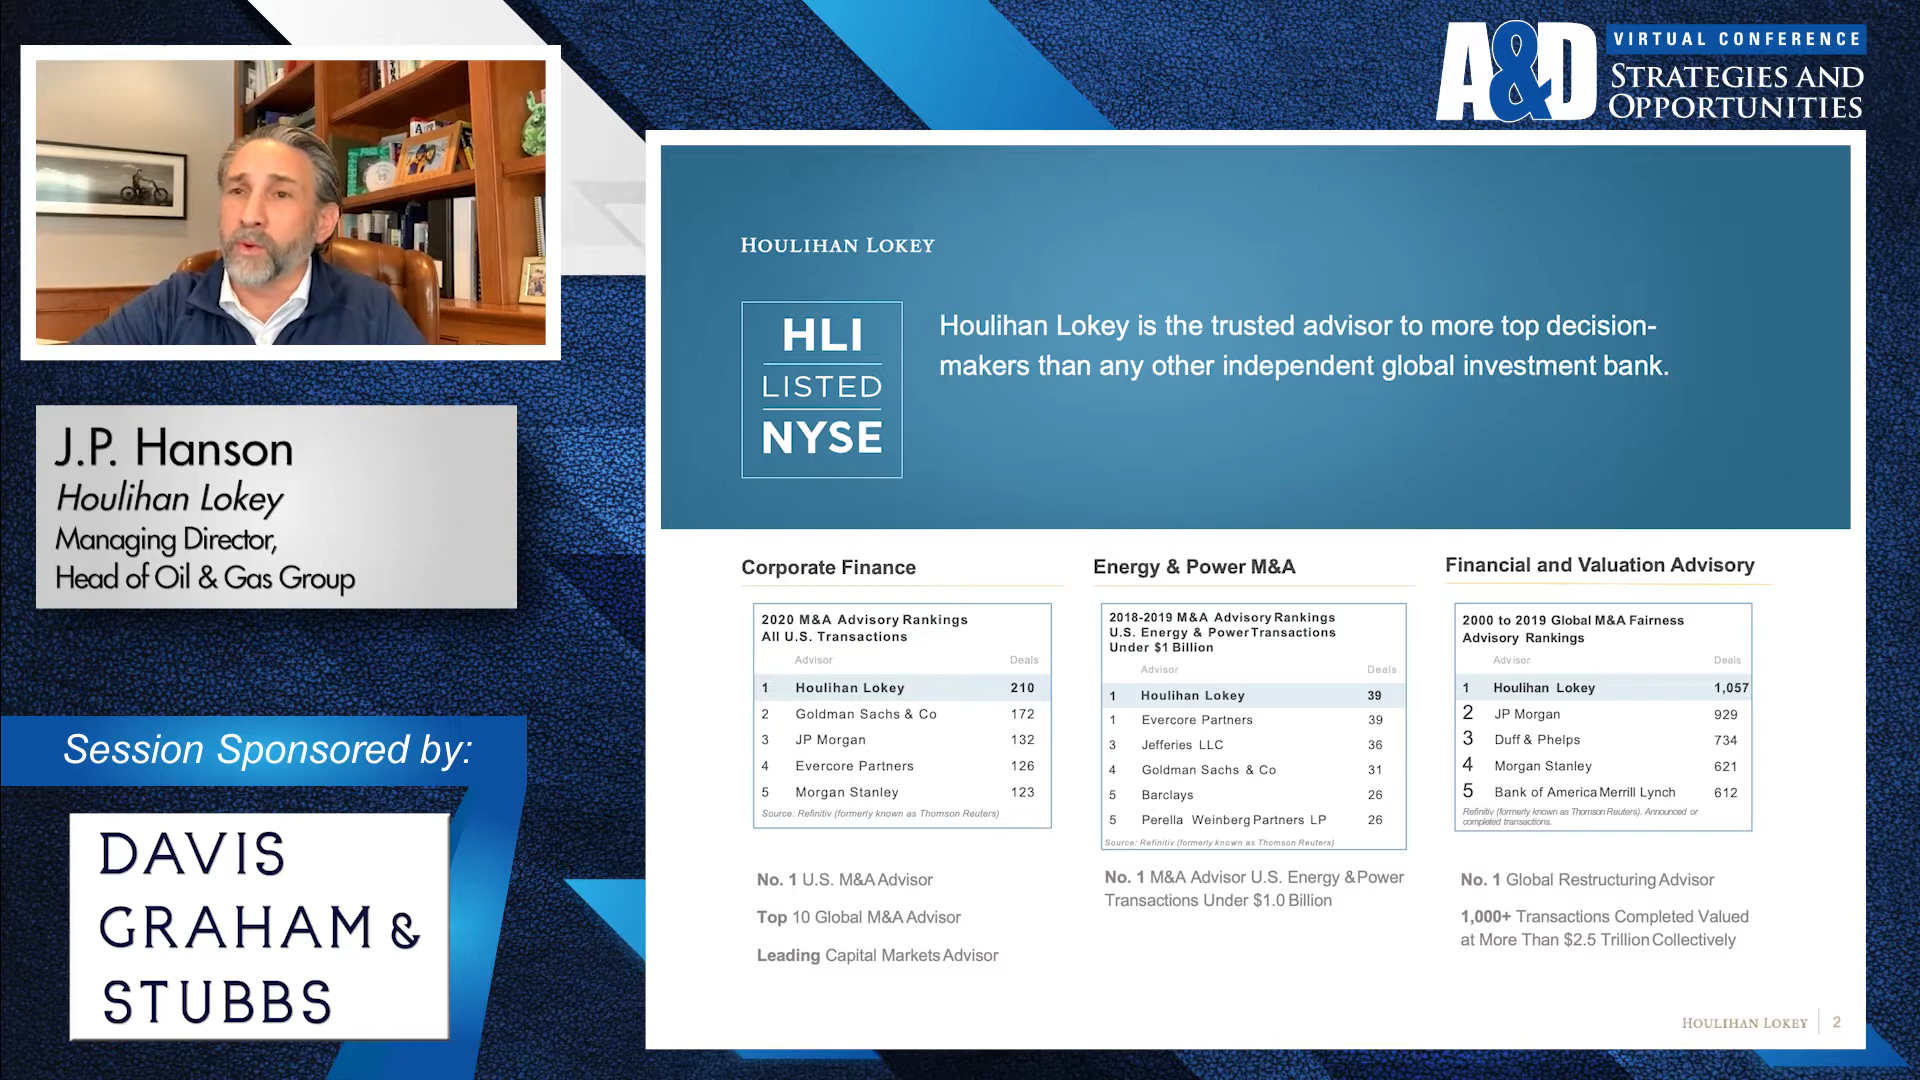 A&D
VIRTUAL CONFERENCE
STRATEGIES AND
OPPORTUNITIES
J.P. Hanson
Houlihan Lokey
Managing Director,
Head of Oil & Gas Group
Session Sponsored by:
DAVIS
GRAHAM &
STUBBS
HOULIHAN LOKEY
HLI
LISTED
NYSE
Houlihan Lokey is the trusted advisor to more top decision-
makers than any other independent global investment bank.
Corporate Finance
2020 M&A Advisory Rankings
All U.S. Transactions
Advisor Deals
1 Houlihan Lokey 210
2 Goldman Sachs & Co 172
3 JP Morgan 132
4 Evercore Partners 126
5 Morgan Stanley 123
Source: Refinitiv (formerly known as Thomson Reuters)
No. 1 U.S. M&A Advisor
Top 10 Global M&A Advisor
Leading Capital Markets Advisor
Energy & Power M&A
2018-2019 M&A Advisory Rankings
U.S. Energy & Power Transactions
Under $1 Billion
Advisor Deals
1 Houlihan Lokey 39
1 Evercore Partners 39
3 Jefferies LLC 36
4 Goldman Sachs & Co 31
5 Barclays 26
5 Perella Weinberg Partners LP 26
Source: Refinitiv (formerly known as Thomson Reuters)
No. 1 M&A Advisor U.S. Energy & Power
Transactions Under $1.0 Billion
Financial and Valuation Advisory
2000 to 2019 Global M&A Fairness
Advisory Rankings
Advisor Deals
1 Houlihan Lokey 1,057
2 JP Morgan 929
3 Duff & Phelps 734
4 Morgan Stanley 621
5 Bank of America Merrill Lynch 612
Refinitiv (formerly known as Thomson Reuters). Announced or
completed transactions.
No. 1 Global Restructuring Advisor
1,000+ Transactions Completed Valued
at More Than $2.5 Trillion Collectively
HOULIHAN LOKEY 2